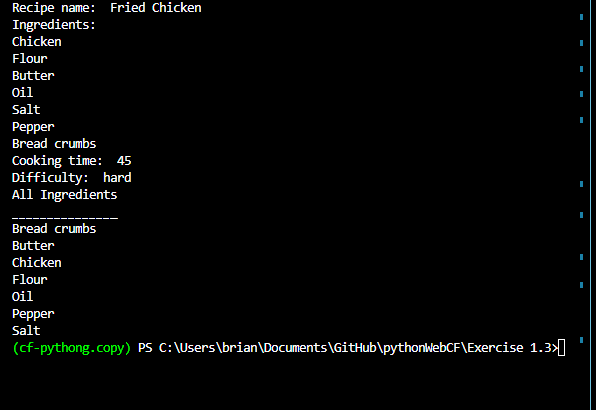 Recipe name:  Fried Chicken
Ingredients:
Chicken
Flour
Butter
Oil
Salt
Pepper
Bread crumbs
Cooking time:  45
Difficulty:  hard
All Ingredients
_______________
Bread crumbs
Butter
Chicken
Flour
Oil
Pepper
Salt
(cf-pythong.copy) PS C:\Users\brian\Documents\GitHub\pythonWebCF\Exercise 1.3>